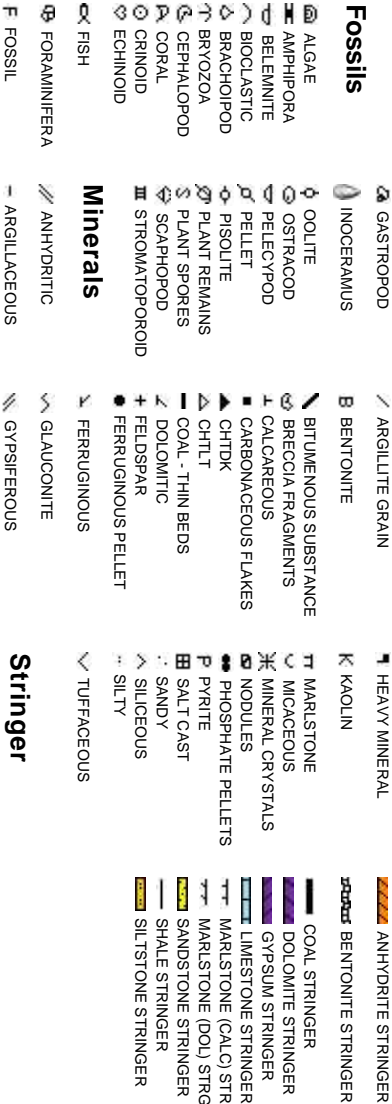 Fossils
ALGAE
AMPHIPORA
BELEMNITE
BIOCLASTIC
BRACHOIPOD
BRYOZOA
CEPHALOPOD
CORAL
CRINOID
ECHINOID
FISH
FORAMINIFERA
F FOSSIL
GASTROPOD
INOCERAMUS
OOLITE
OSTRACOD
PELECYPOD
PELLET
PISOLITE
PLANT REMAINS
PLANT SPORES
SCAPHOPOD
STROMATOPOROID
Minerals
ANHYDRITIC
ARGILLACEOUS
ARGILLITE GRAIN
B BENTONITE
BITUMENOUS SUBSTANCE
BRECCIA FRAGMENTS
CALCAREOUS
CARBONACEOUS FLAKES
CHTDK
CHTLT
COAL - THIN BEDS
DOLOMITIC
FELDSPAR
FERRUGINOUS PELLET
FERRUGINOUS
GLAUCONITE
GYPSIFEROUS
HEAVY MINERAL
K KAOLIN
MARLSTONE
MICACEOUS
MINERAL CRYSTALS
NODULES
PHOSPHATE PELLETS
P PYRITE
SALT CAST
SANDY
SILICEOUS
SILTY
TUFFACEOUS
Stringer
ANHYDRITE STRINGER
BENTONITE STRINGER
COAL STRINGER
DOLOMITE STRINGER
GYPSUM STRINGER
LIMESTONE STRINGER
MARLSTONE (CALC) STR
MARLSTONE (DOL) STRG
SANDSTONE STRINGER
SHALE STRINGER
SILTSTONE STRINGER